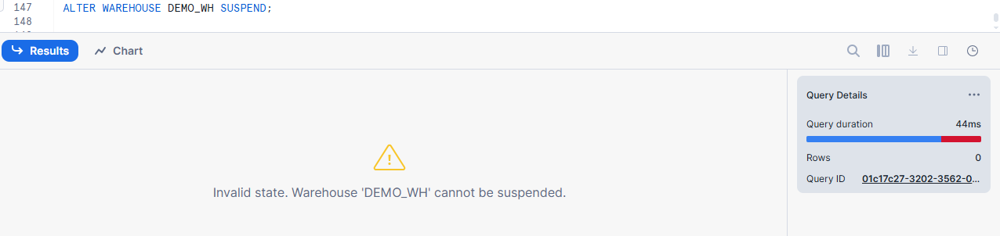 147 ALTER WAREHOUSE DEMO_WH SUSPEND;
148
Results Chart
Query Details
Query duration 44ms
Rows 0
Query ID 01c17c27-3202-3562-0...
Invalid state. Warehouse 'DEMO_WH' cannot be suspended.